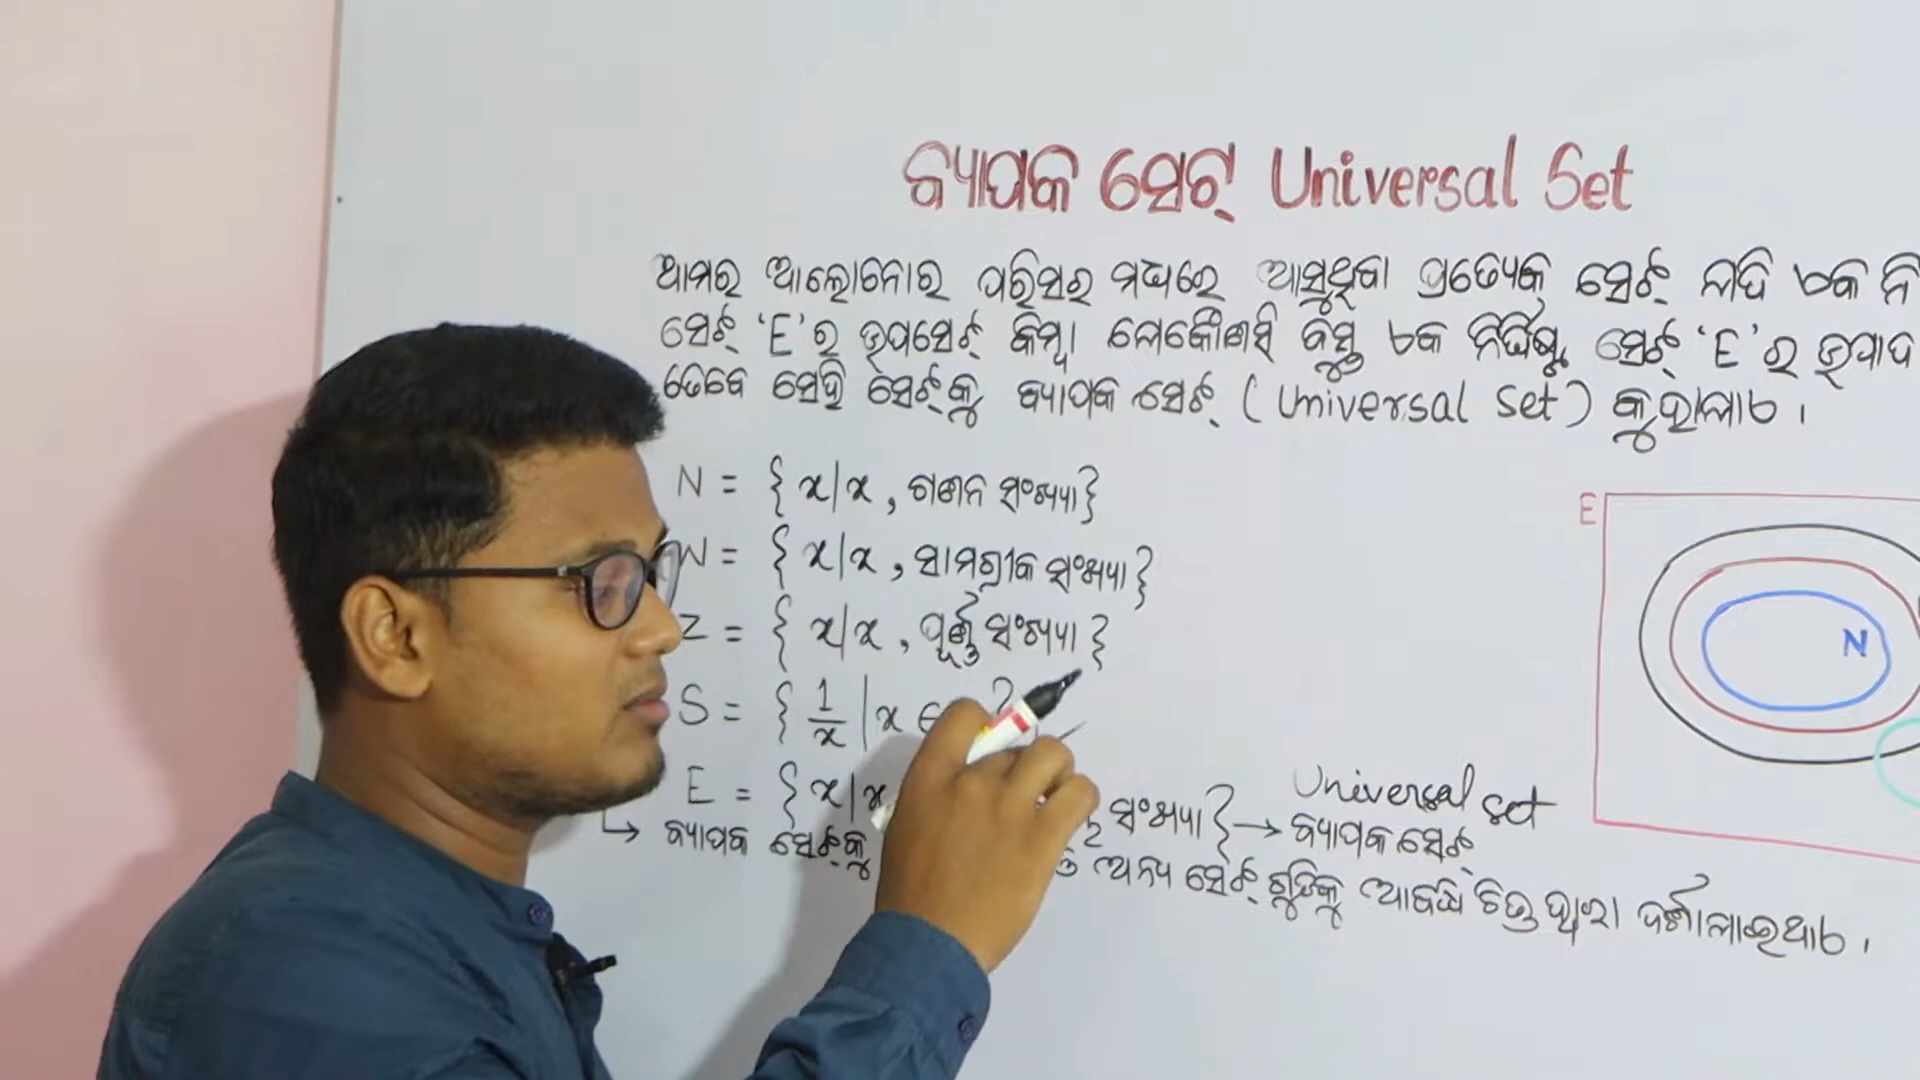 ବ୍ୟାପକ ସେଟ୍ Universal Set
ଆମର ଆଲୋଚନାର ପରିସର ମଧ୍ୟରେ ଆସୁଥିବା ପ୍ରତ୍ୟେକ ସେଟ୍ ଯଦି ଏକ ନି
ସେଟ୍ 'E' ର ଉପସେଟ୍ କିମ୍ବା ଯେକୌଣସି ବସ୍ତୁ ଏକ ନିର୍ଦ୍ଦିଷ୍ଟ ସେଟ୍ 'E' ର ଉପାଦ
ତେବେ ସେହି ସେଟ୍‌କୁ ବ୍ୟାପକ ସେଟ୍ (Universal Set) କୁହାଯାଏ ।
N = { x/x , ଗଣନ ସଂଖ୍ୟା}
W = { x/x , ସାମଗ୍ରୀକ ସଂଖ୍ୟା}
Z = { x/x , ପୂର୍ଣ୍ଣ ସଂଖ୍ୟା}
S = { 1/x | x ∈ }
E = { x/x ସଂଖ୍ୟା} → Universal set
ବ୍ୟାପକ ସେଟ୍
↳ ବ୍ୟାପକ ସେଟ୍‌କୁ ଅନ୍ୟ ସେଟ୍ ଗୁଡିକୁ ଆବଦ୍ଧ ଚିତ୍ର ଦ୍ୱାରା ଦର୍ଶାଯାଇଥାଏ ।
E
N